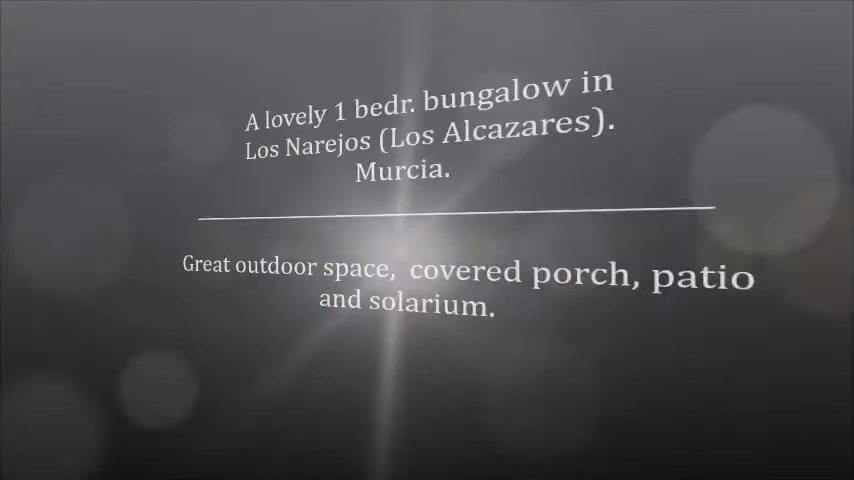 A lovely 1 bedr. bungalow in
Los Narejos (Los Alcazares).
Murcia.
Great outdoor space,  covered porch, patio
and solarium.